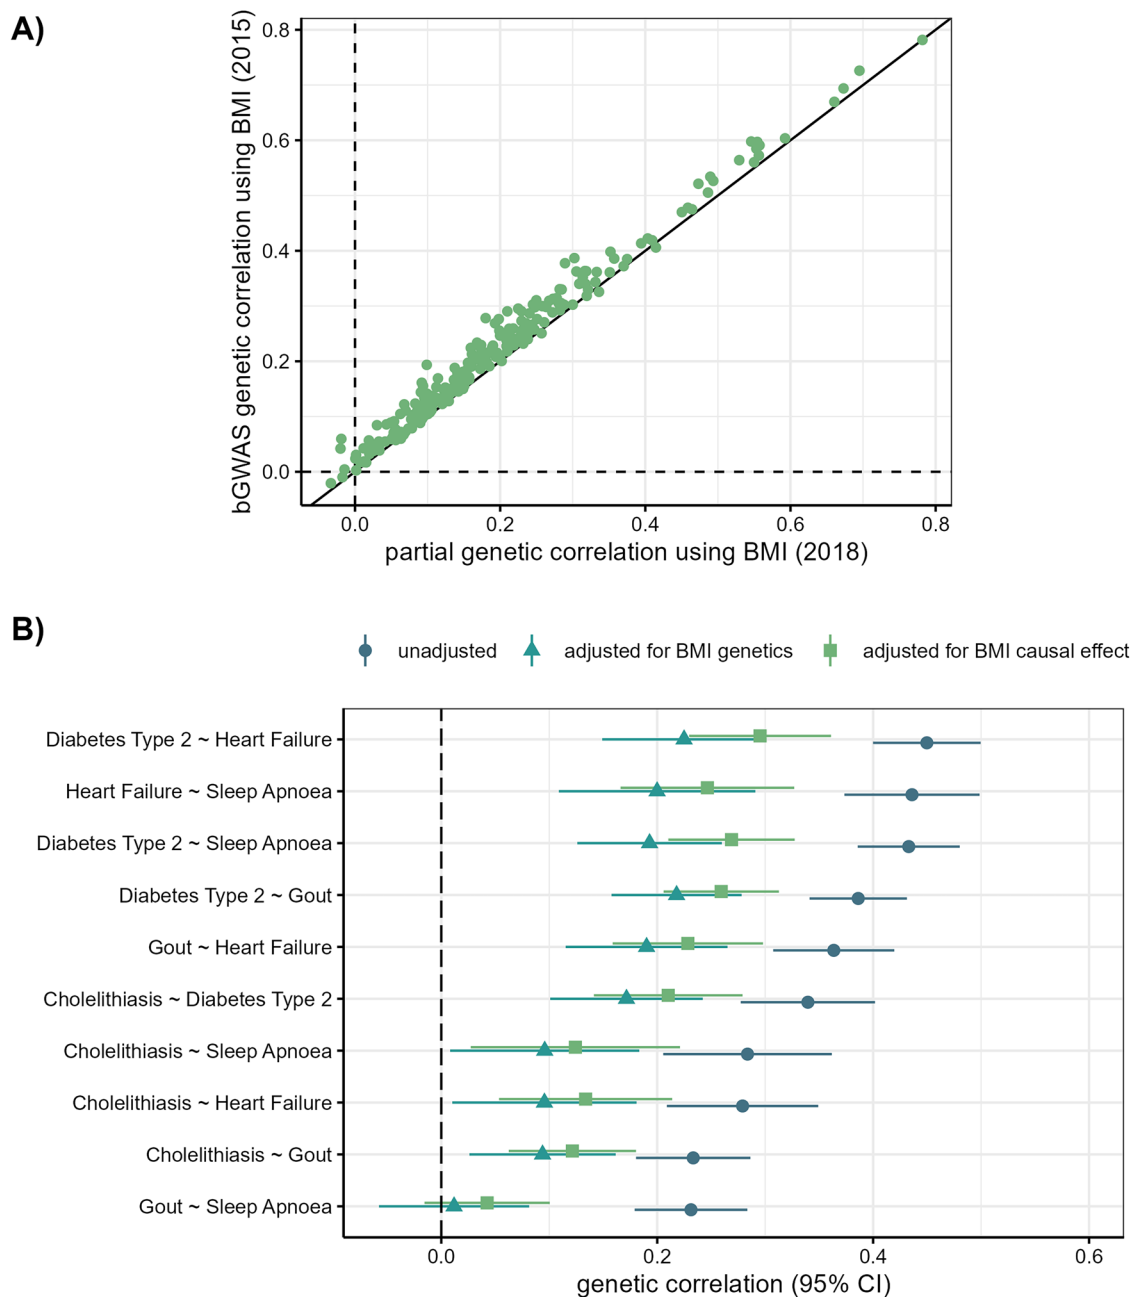 A)
bGWAS genetic correlation using BMI (2015)
0.8
0.6
0.4
0.2
0.0
0.0 0.2 0.4 0.6 0.8
partial genetic correlation using BMI (2018)
B)
unadjusted adjusted for BMI genetics adjusted for BMI causal effect
Diabetes Type 2 ~ Heart Failure
Heart Failure ~ Sleep Apnoea
Diabetes Type 2 ~ Sleep Apnoea
Diabetes Type 2 ~ Gout
Gout ~ Heart Failure
Cholelithiasis ~ Diabetes Type 2
Cholelithiasis ~ Sleep Apnoea
Cholelithiasis ~ Heart Failure
Cholelithiasis ~ Gout
Gout ~ Sleep Apnoea
0.0 0.2 0.4 0.6
genetic correlation (95% CI)